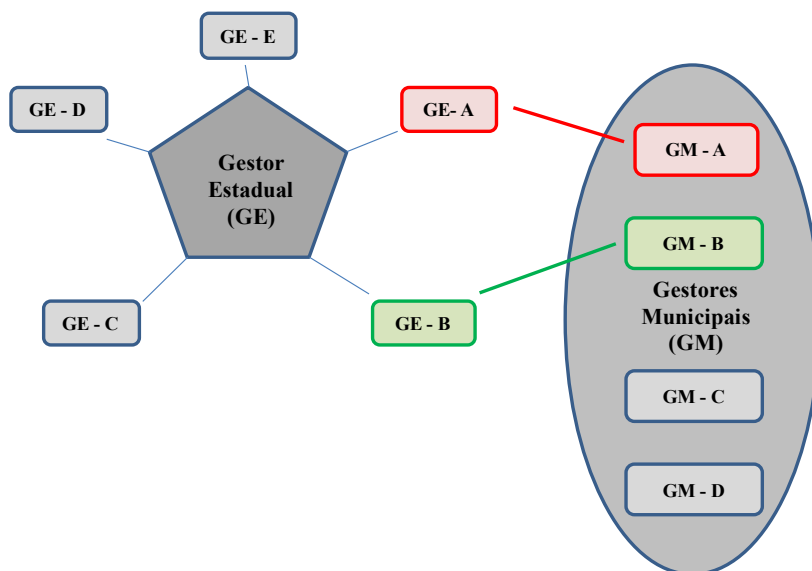 GE - E
GE - D
GE- A
Gestor
Estadual
(GE)
GE - C
GE - B
GM - A
GM - B
Gestores
Municipais
(GM)
GM - C
GM - D